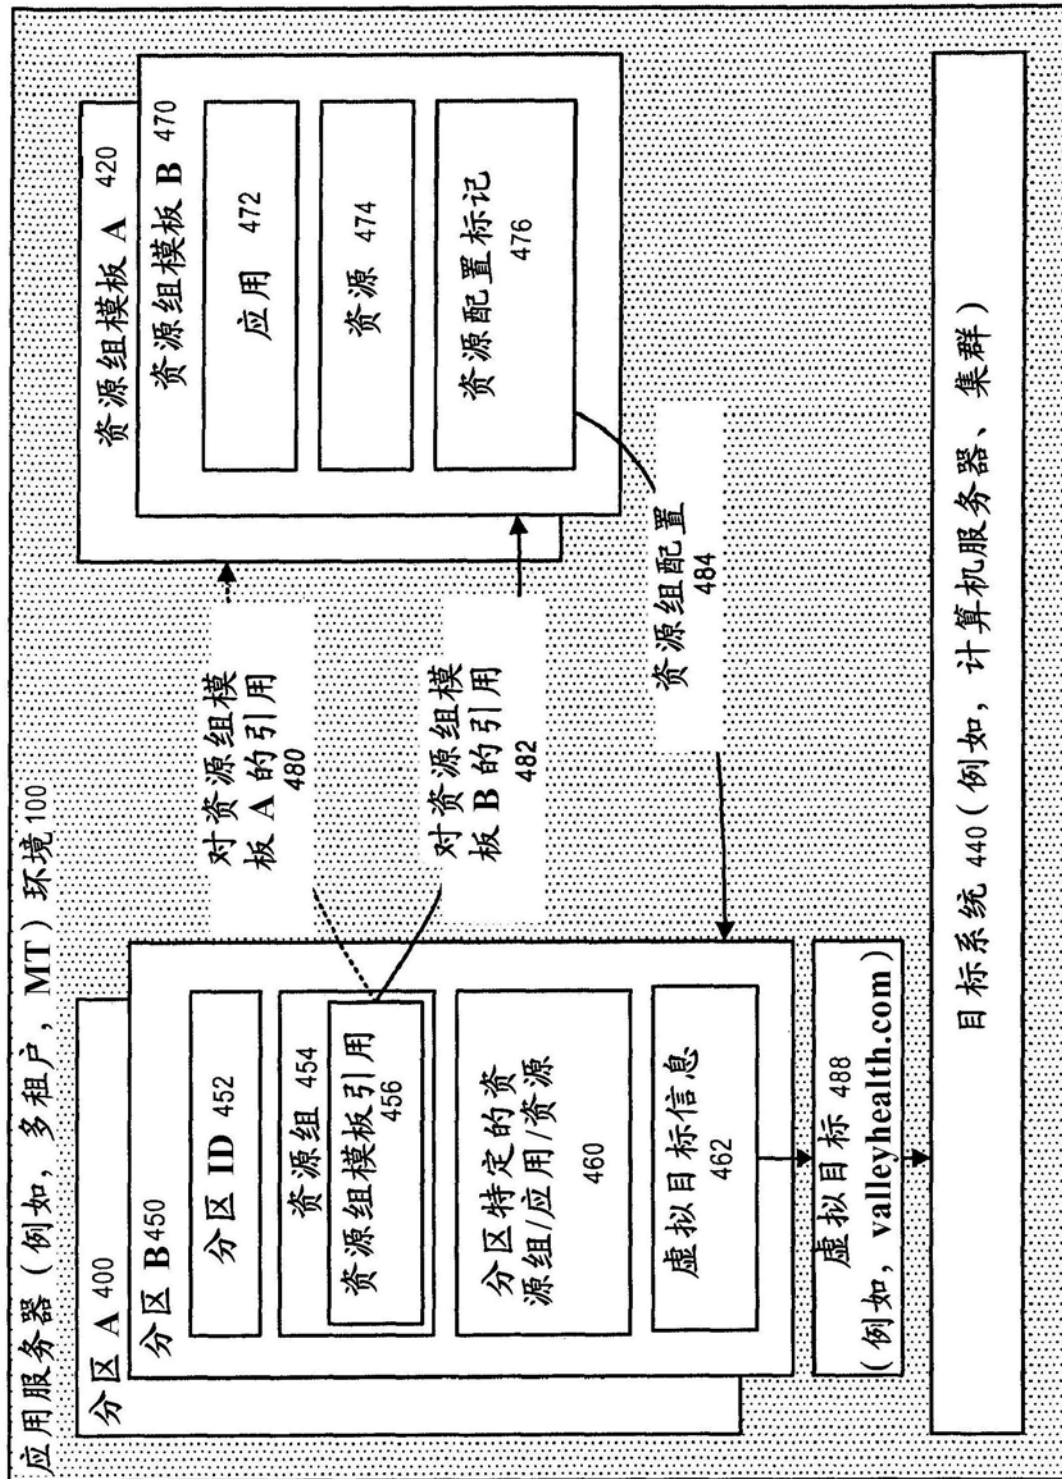 应用服务器（例如，多租户，MT）环境100
分区 A 400
分区 B450
分区 ID 452
资源组 454
资源组模板引用
456
分区特定的资
源组/应用/资源
460
虚拟目标信息
462
虚拟目标 488
(例如，valleyhealth.com)
对资源组模
板 A 的引用
480
对资源组模
板 B 的引用
482
资源组配置
484
资源组模板 A 420
资源组模板 B 470
应用
472
资源 474
资源配置标记
476
目标系统 440（例如，计算机服务器、集群）